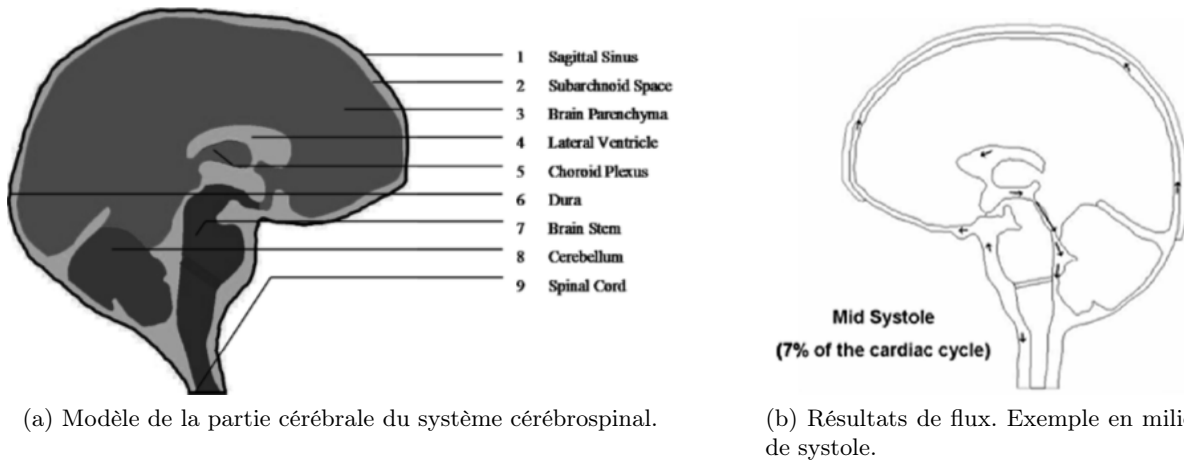 1 Sagittal Sinus
2 Subarchnoid Space
3 Brain Parenchyma
4 Lateral Ventricle
5 Choroid Plexus
6 Dura
7 Brain Stem
8 Cerebellum
9 Spinal Cord
Mid Systole
(7% of the cardiac cycle)
(a) Modèle de la partie cérébrale du système cérébrospinal.
(b) Résultats de flux. Exemple en milie
de systole.